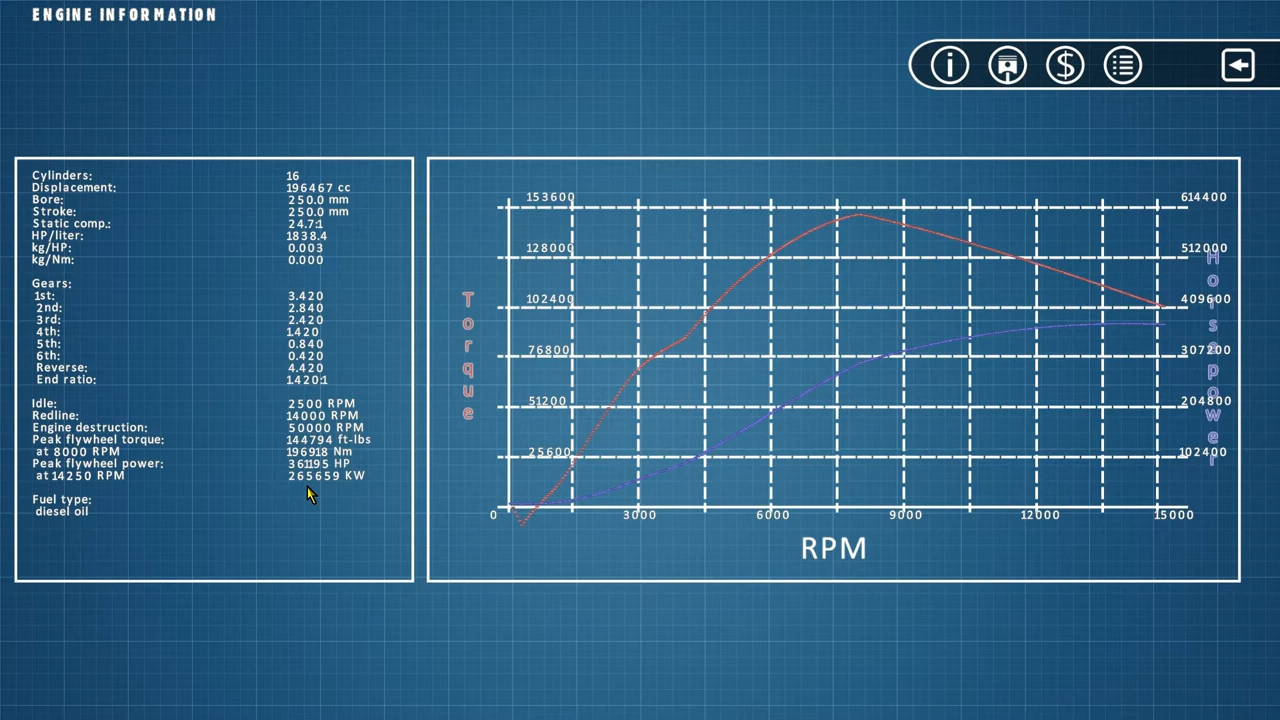 ENGINE INFORMATION
Cylinders: 16
Displacement: 196467 cc
Bore: 250.0 mm
Stroke: 250.0 mm
Static comp.: 24.7:1
HP/liter: 1838.4
kg/HP: 0.003
kg/Nm: 0.000
Gears:
1st: 3.420
2nd: 2.840
3rd: 2.420
4th: 1.420
5th: 0.840
6th: 0.420
Reverse: 4.420
End ratio: 1.420:1
Idle: 2500 RPM
Redline: 14000 RPM
Engine destruction: 50000 RPM
Peak flywheel torque: 144794 ft-lbs
at 8000 RPM 196918 Nm
Peak flywheel power: 361195 HP
at 14250 RPM 265659 KW
Fuel type:
diesel oil
Torque
153600
128000
102400
76800
51200
25600
0 3000 6000 9000 12000 15000
RPM
614400
512000
409600
307200
204800
102400
Horsepower